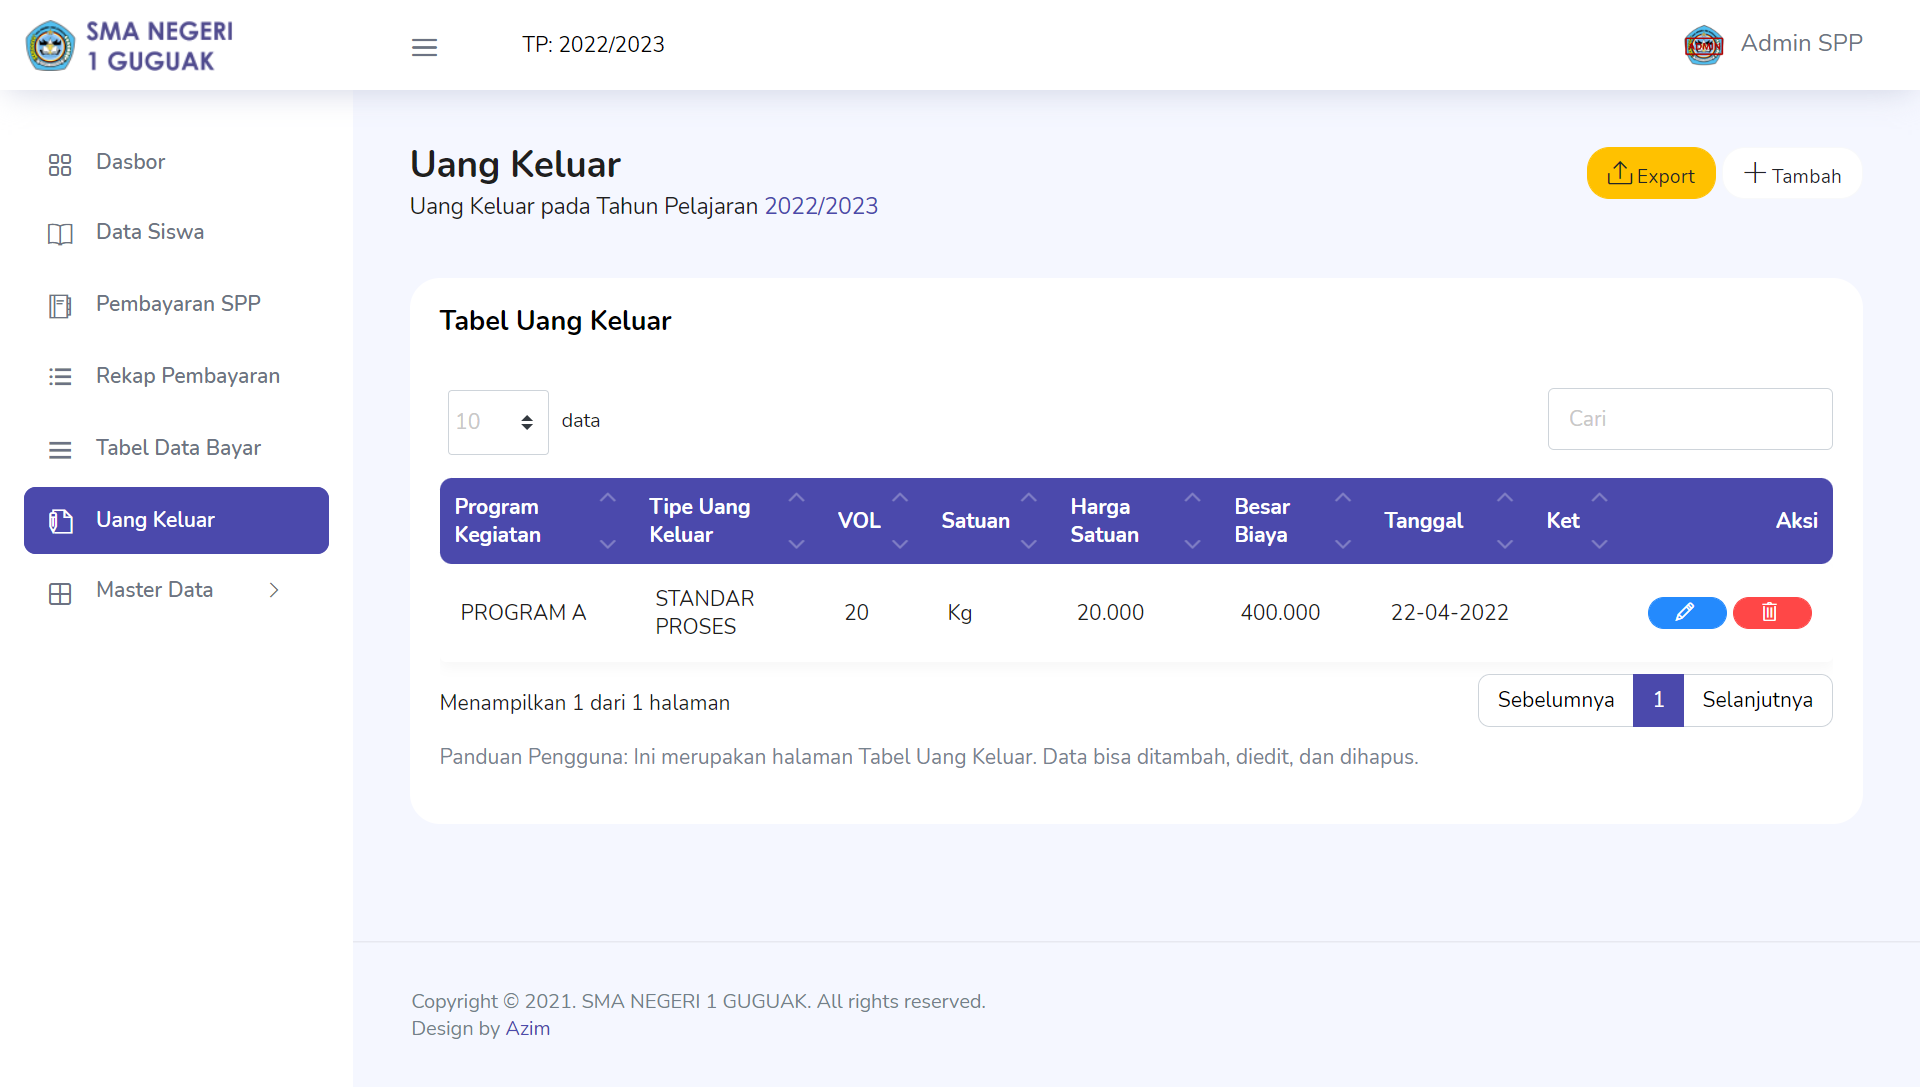 SMA NEGERI
1 GUGUAK
TP: 2022/2023
ADMIN
Admin SPP
Dasbor
Data Siswa
Pembayaran SPP
Rekap Pembayaran
Tabel Data Bayar
Uang Keluar
Master Data
Uang Keluar
Uang Keluar pada Tahun Pelajaran 2022/2023
Export
Tambah
Tabel Uang Keluar
10 data
Cari
Program Kegiatan Tipe Uang Keluar VOL Satuan Harga Satuan Besar Biaya Tanggal Ket Aksi
PROGRAM A STANDAR PROSES 20 Kg 20.000 400.000 22-04-2022
Menampilkan 1 dari 1 halaman
Sebelumnya 1 Selanjutnya
Panduan Pengguna: Ini merupakan halaman Tabel Uang Keluar. Data bisa ditambah, diedit, dan dihapus.
Copyright © 2021. SMA NEGERI 1 GUGUAK. All rights reserved.
Design by Azim